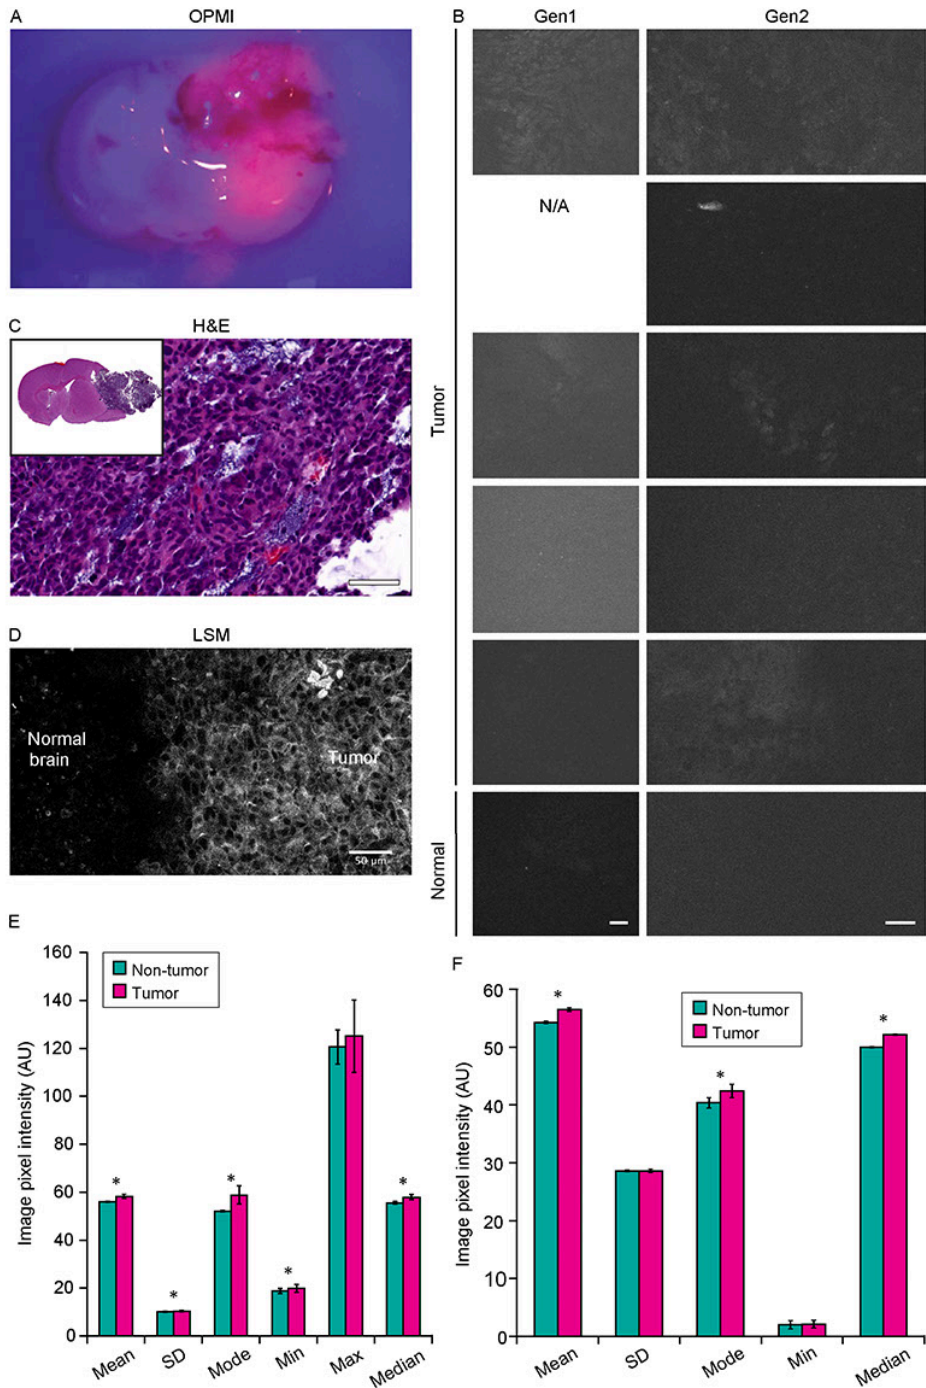 A
OPMI
B
Gen1
Gen2
N/A
Tumor
Normal
C
H&E
D
LSM
Normal
brain
Tumor
50 µm
E
Image pixel intensity (AU)
160
140
120
100
80
60
40
20
0
Non-tumor
Tumor
*
*
*
*
*
Mean
SD
Mode
Min
Max
Median
F
Image pixel intensity (AU)
60
50
40
30
20
10
0
Non-tumor
Tumor
*
*
*
Mean
SD
Mode
Min
Median